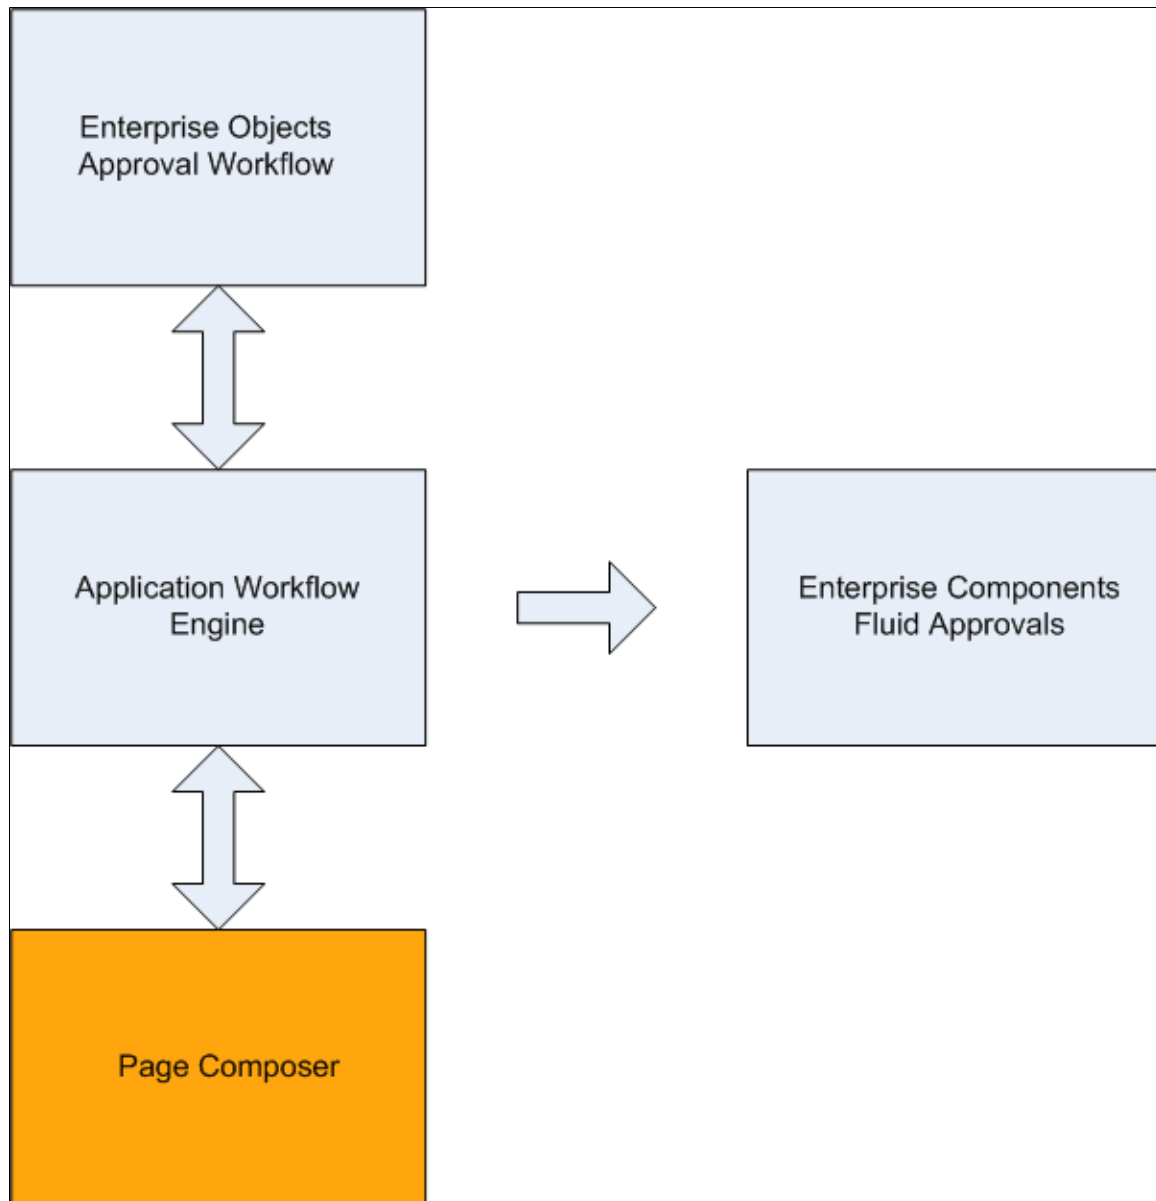 Enterprise Objects
Approval Workflow
Application Workflow
Engine
Enterprise Components
Fluid Approvals
Page Composer